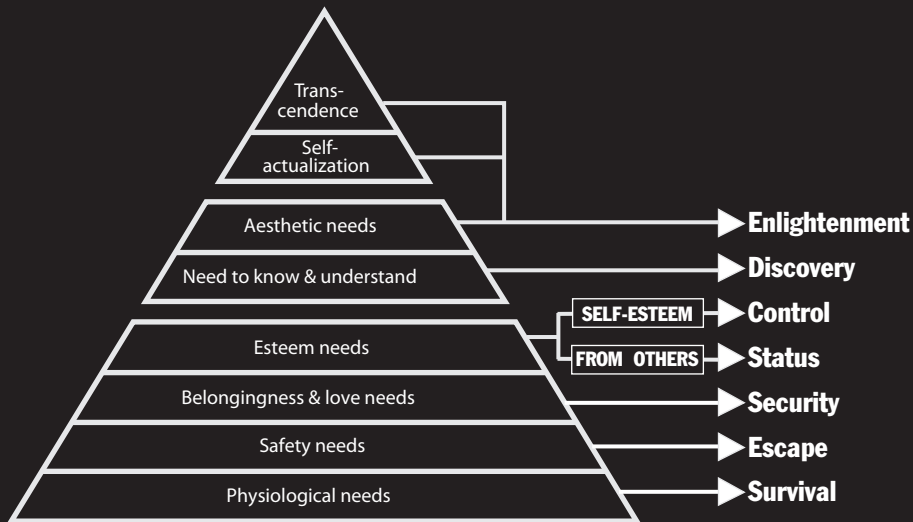 Trans-
cendence
Self-
actualization
Aesthetic needs
Enlightenment
Need to know & understand
Discovery
SELF-ESTEEM
Control
Esteem needs
FROM OTHERS
Status
Belongingness & love needs
Security
Safety needs
Escape
Physiological needs
Survival